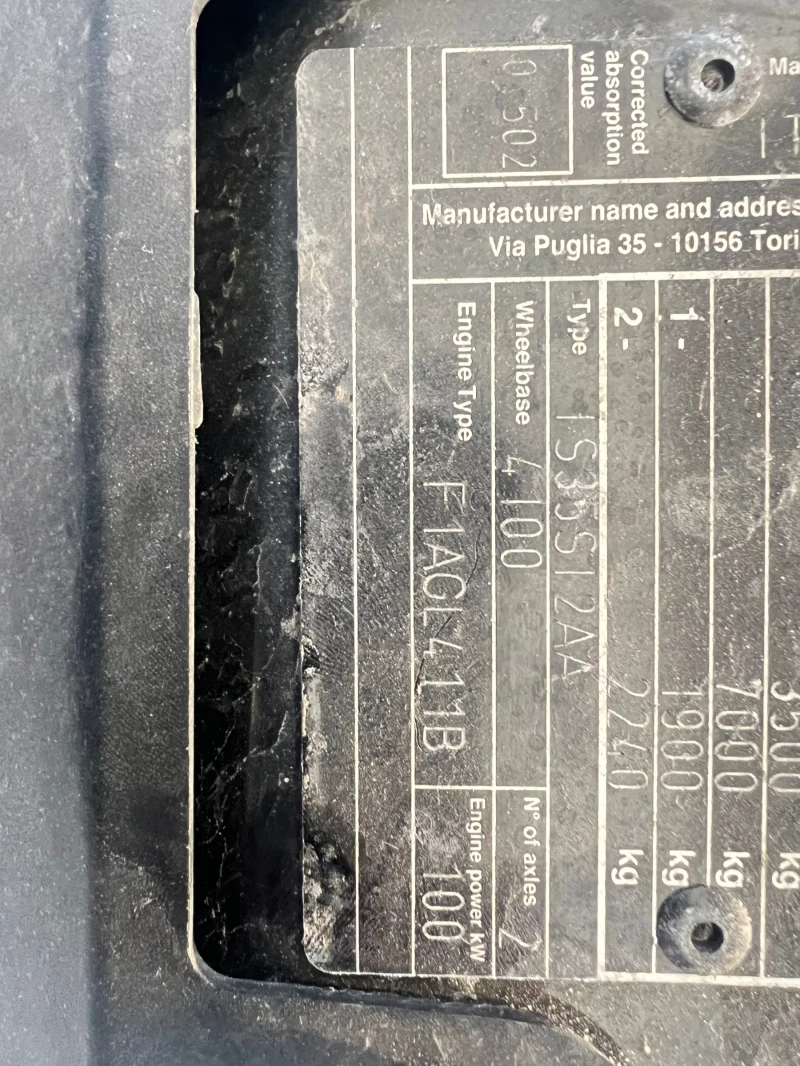 Manufacturer name and addres
Via Puglia 35 - 10156 Tori
3500 kg
7000 kg
1- 1900 kg
2- 2240 kg
Type IS35SI2AA
Wheelbase 4100 N° of axles 2
Engine Type F1AGL411B Engine power kW 100
Corrected
absorption
value
0.502